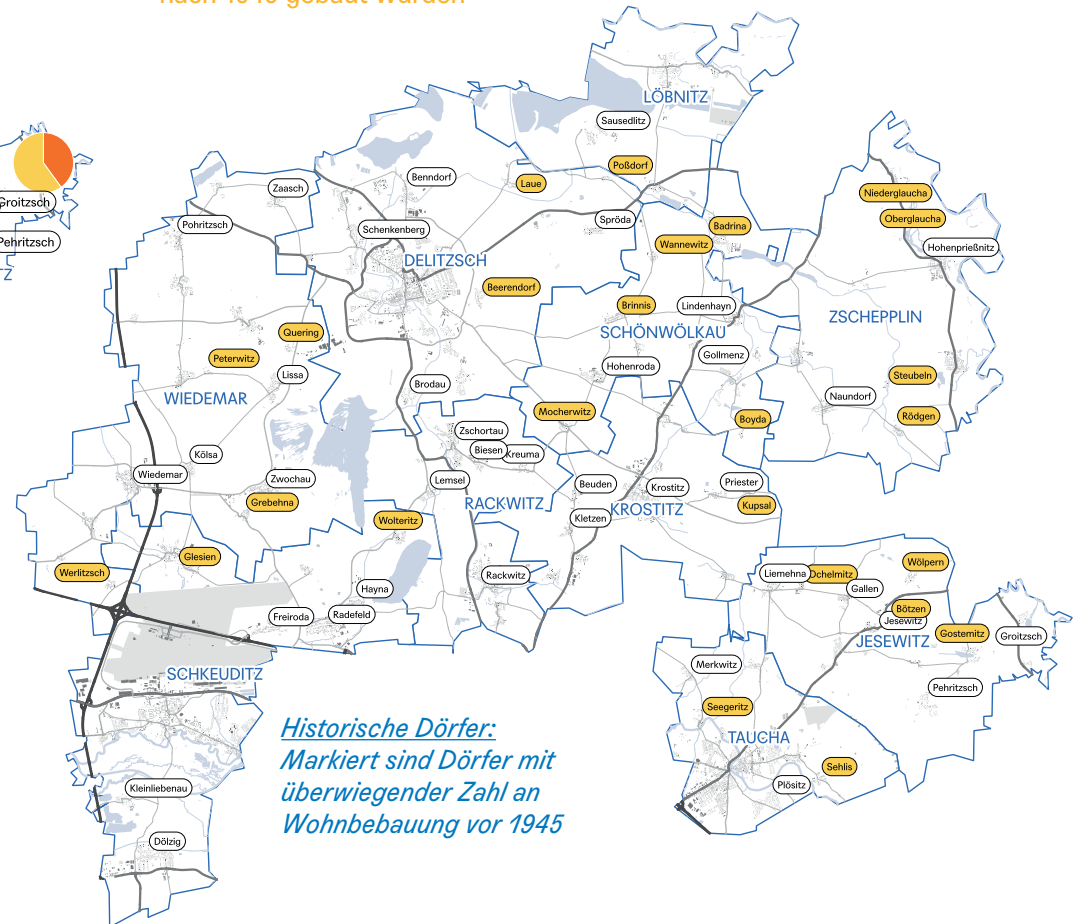 LÖBNITZ
Sausedlitz
Poßdorf
Laue
Benndorf
Zaasch
Niederglaucha
Groitzsch
Oberglaucha
Spröda
Badrina
Pohritzsch
Schenkenberg
Pehritzsch
Wannewitz
Hohenprießnitz
DELITZSCH
TZ
Beerendorf
Brinnis
Lindenhayn
ZSCHEPPLIN
Quering
SCHÖNWÖLKAU
Peterwitz
Gollmenz
Hohenroda
Lissa
Steubeln
Brodau
WIEDEMAR
Naundorf
Mocherwitz
Rödgen
Boyda
Zschortau
Biesen
Kreuma
Kölsa
Wiedemar
Zwochau
Lemsel
Beuden
Krostitz
Priester
Grebehna
RACKWITZ
KROSTITZ
Kupsal
Wolteritz
Kletzen
Glesien
Werlitzsch
Wölpern
Liemehna
Ochelmitz
Rackwitz
Hayna
Gallen
Bötzen
Freiroda
Radefeld
Jesewitz
Gostemitz
Groitzsch
JESEWITZ
Merkwitz
SCHKEUDITZ
Pehritzsch
Seegeritz
Historische Dörfer:
TAUCHA
Markiert sind Dörfer mit
Sehlis
überwiegender Zahl an
Plösitz
Kleinliebenau
Wohnbebauung vor 1945
Dölzig